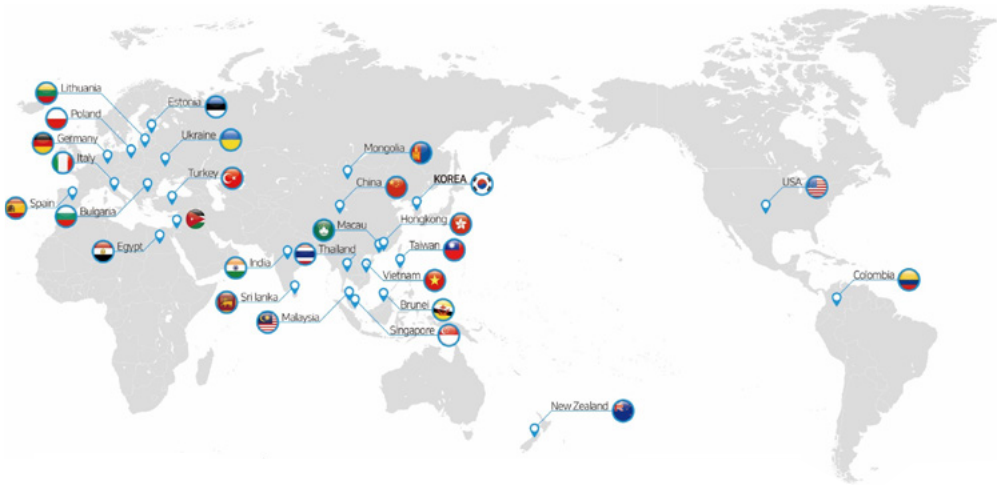 Lithuania
Estonia
Poland
Ukraine
Germany
Italy
Turkey
Mongolia
KOREA
China
USA
Spain
Bulgaria
Macau
Hongkong
Egypt
Thailand
Taiwan
India
Vietnam
Colombia
Sri lanka
Brunei
Malaysia
Singapore
New Zealand